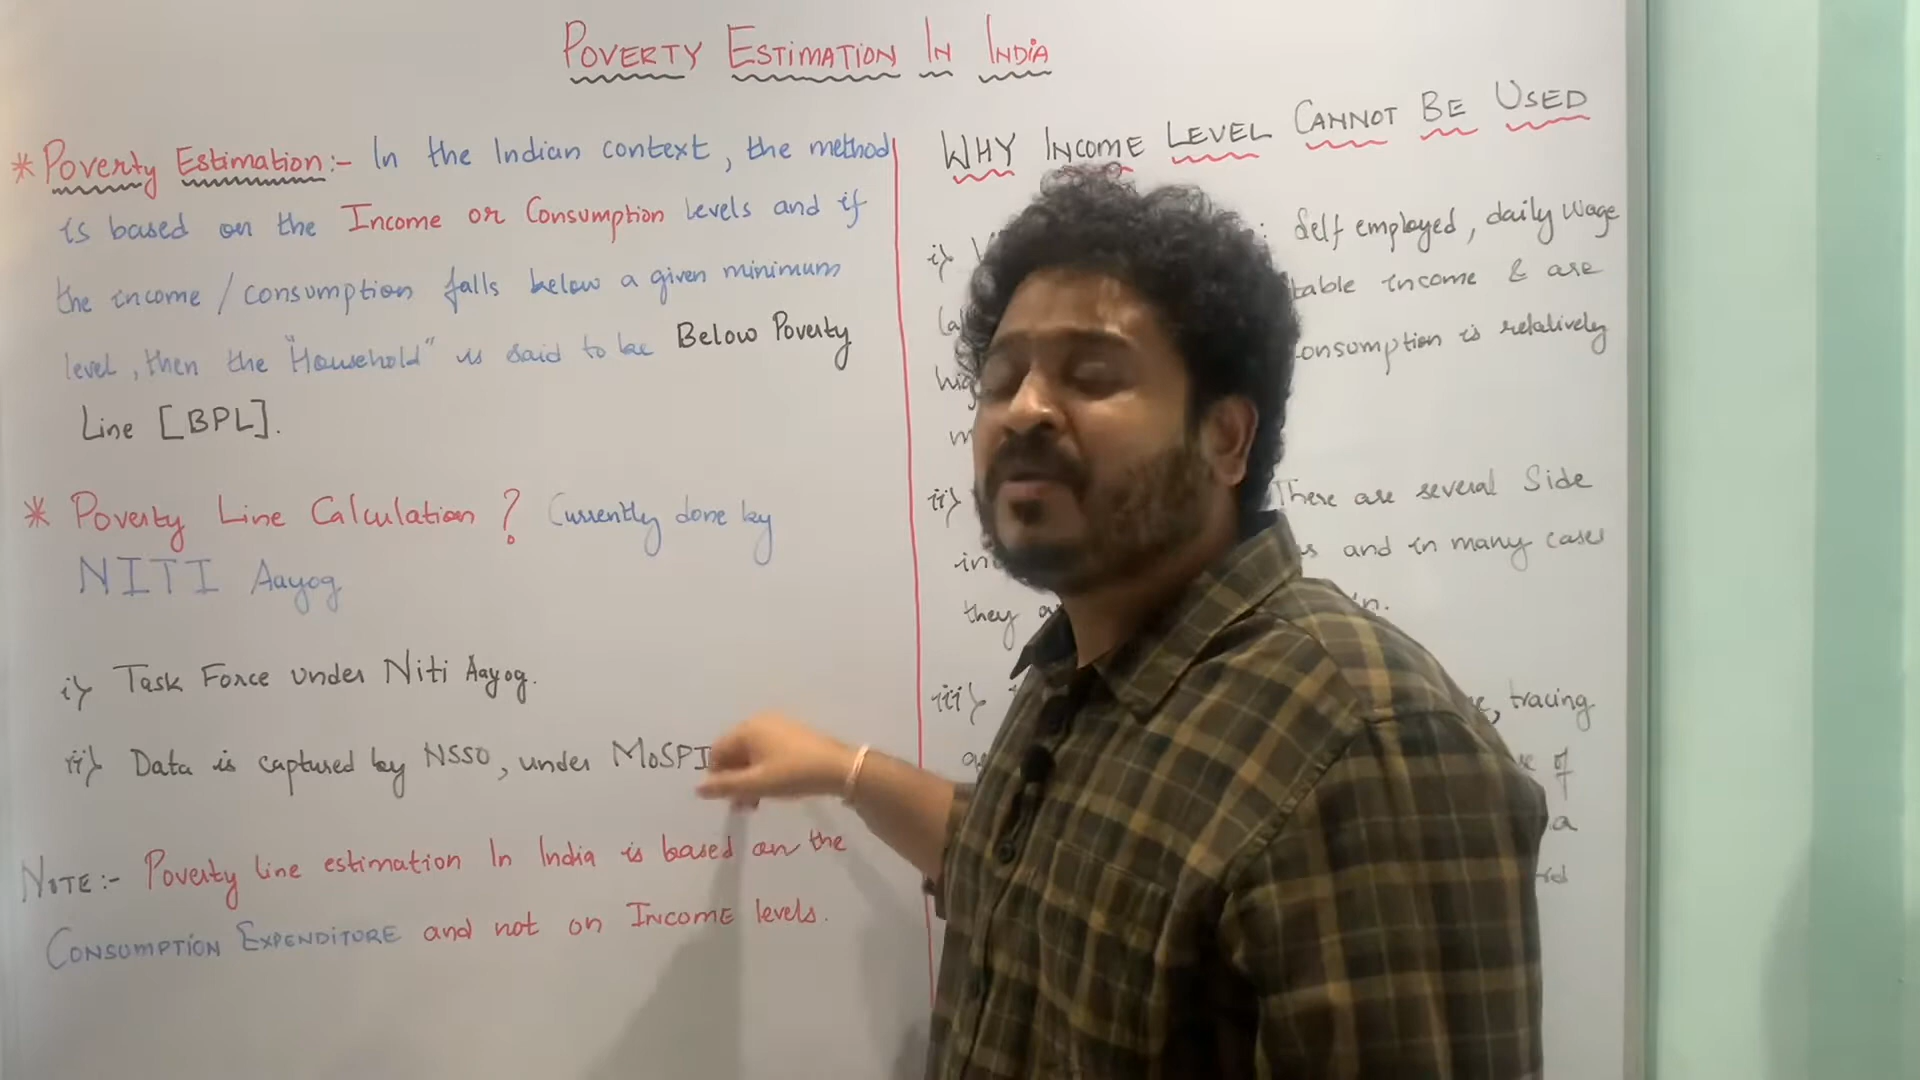 POVERTY ESTIMATION IN INDIA
* Poverty Estimation:- In the Indian context, the method
is based on the Income or Consumption levels and if
the income / consumption falls below a given minimum
level, then the "Household" is said to be Below Poverty
Line [BPL].
* Poverty Line Calculation ? Currently done by
NITI Aayog
i) Task Force under Niti Aayog.
ii) Data is captured by NSSO, under MoSPI
NOTE:- Poverty line estimation In India is based on the
CONSUMPTION EXPENDITURE and not on INCOME levels.
WHY INCOME LEVEL CANNOT BE USED
i) : Self employed, daily wage
income & are
consumption is relatively
ii) There are several Side
and in many cases
they
iii) tracing
a